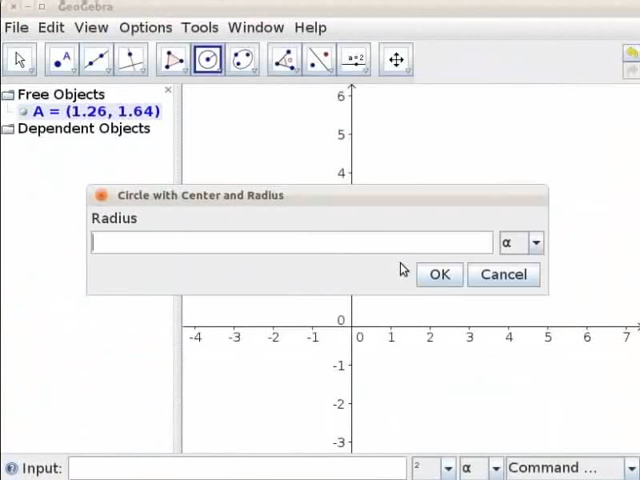 GeoGebra
File Edit View Options Tools Window Help
A
a=2
Free Objects
A = (1.26, 1.64)
Dependent Objects
6
5
4
Circle with Center and Radius
Radius
α
OK Cancel
0
-4 -3 -2 -1 0 1 2 3 4 5 6 7
-1
-2
-3
Input: 2 α Command ...